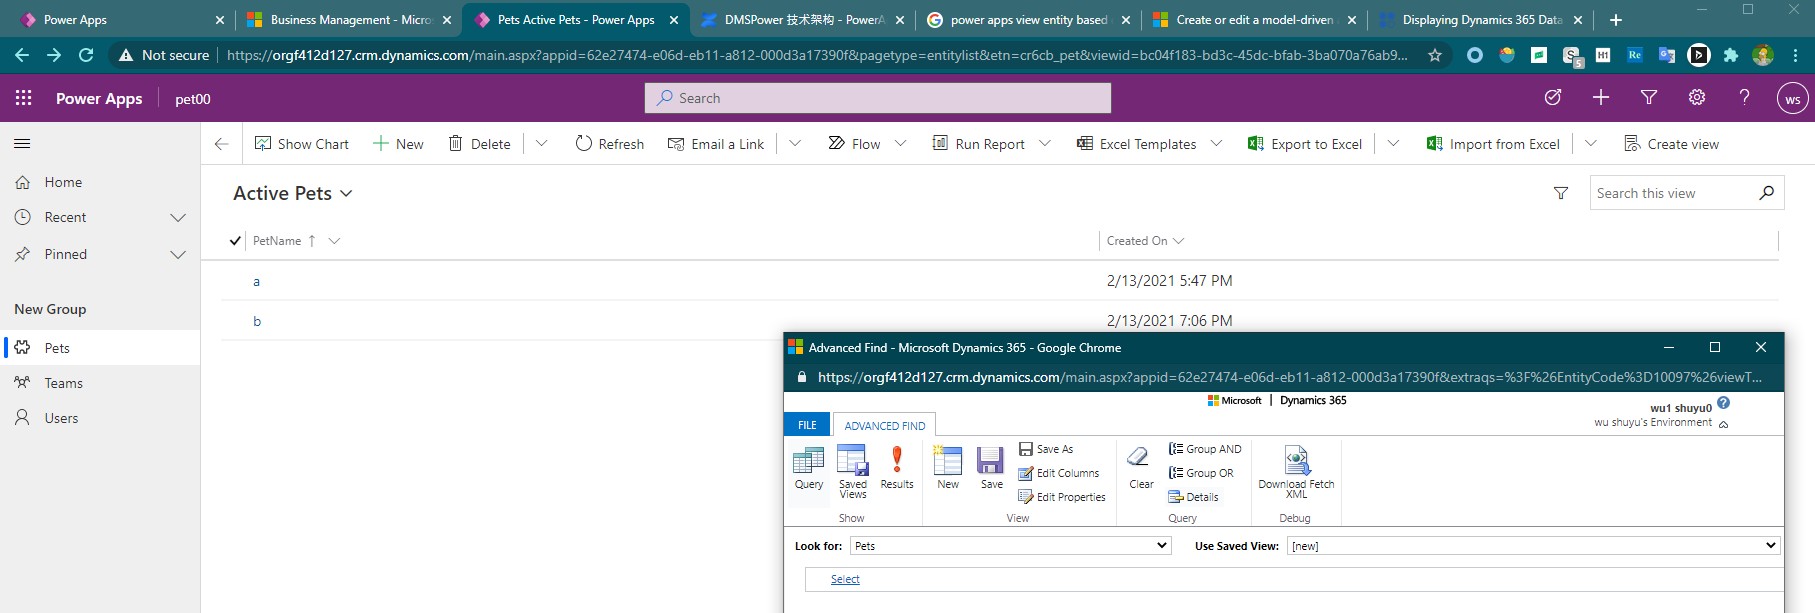 Power Apps
Business Management - Micro
Pets Active Pets - Power Apps
DMSPower 技术架构 - PowerA
power apps view entity based
Create or edit a model-driven
Displaying Dynamics 365 Data
Not secure
https://orgf412d127.crm.dynamics.com/main.aspx?appid=62e27474-e06d-eb11-a812-000d3a17390f&pagetype=entitylist&etn=cr6cb_pet&viewid=bc04f183-bd3c-45dc-bfab-3ba070a76ab9...
S
5
H1
Re
Power Apps
pet00
Search
WS
Show Chart
New
Delete
Refresh
Email a Link
Flow
Run Report
Excel Templates
Export to Excel
Import from Excel
Create view
Home
Recent
Pinned
New Group
Pets
Teams
Users
Active Pets
Search this view
PetName
Created On
a
2/13/2021 5:47 PM
b
2/13/2021 7:06 PM
Advanced Find - Microsoft Dynamics 365 - Google Chrome
https://orgf412d127.crm.dynamics.com/main.aspx?appid=62e27474-e06d-eb11-a812-000d3a17390f&extraqs=%3F%26EntityCode%3D10097%26viewT...
Microsoft | Dynamics 365
wu1 shuyu0
wu shuyu's Environment
FILE
ADVANCED FIND
Query
Saved
Views
Results
Show
New
Save
Save As
Edit Columns
Edit Properties
View
Clear
Group AND
Group OR
Details
Query
Download Fetch
XML
Debug
Look for:
Pets
Use Saved View:
[new]
Select